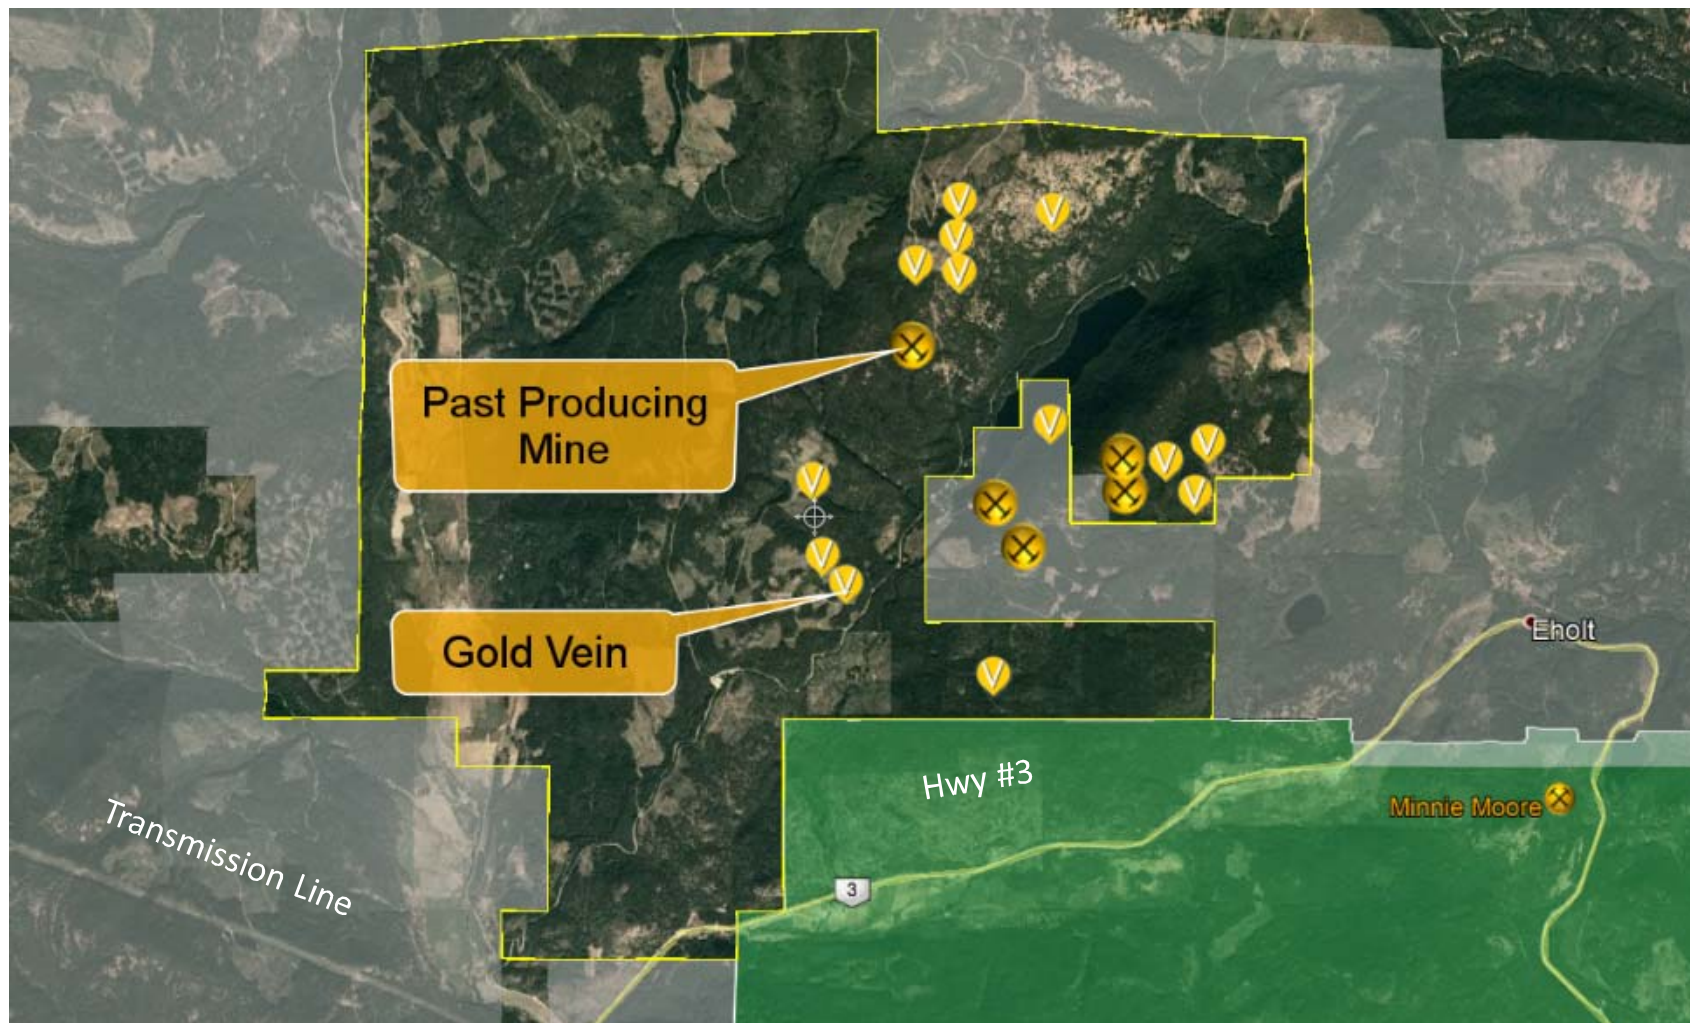 V
V
V
V
V
Past Producing
Mine
V
V
V
V
V
V
V
Gold Vein
V
Eholt
V
Hwy #3
Minnie Moore
Transmission Line
3